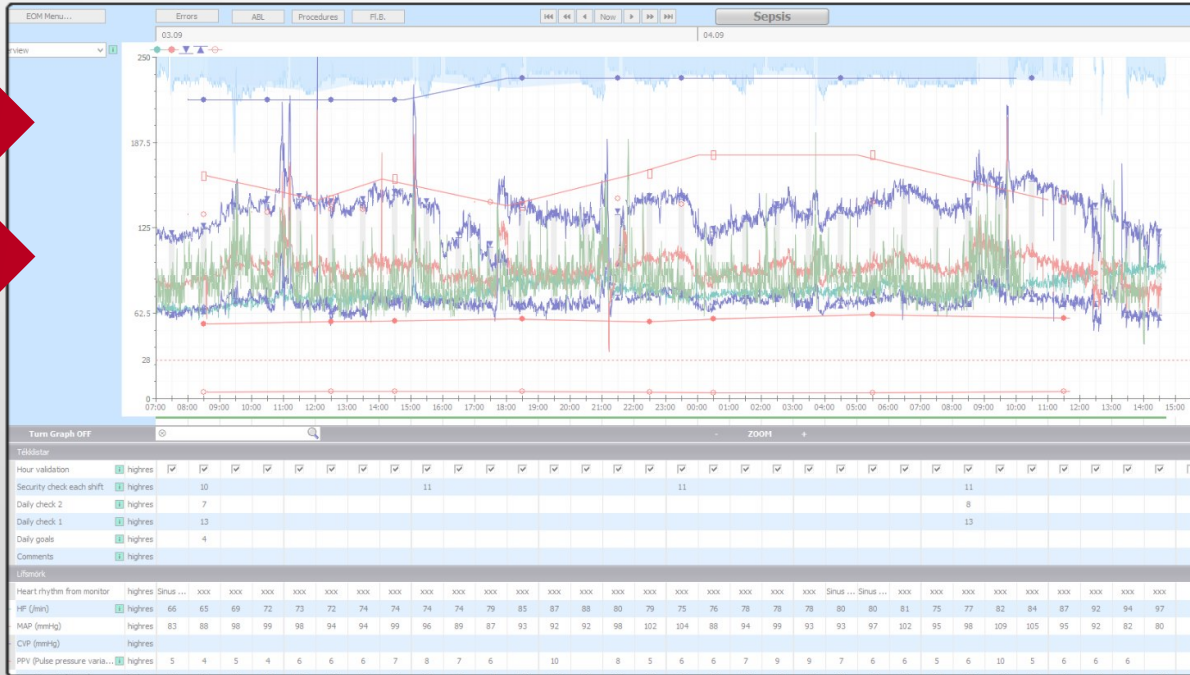 EOM Menu... Errors ABL Procedures Fl.B. Now Sepsis
03.09 04.09
rview
250
187.5
125
62.5
28
0
07:00 08:00 09:00 10:00 11:00 12:00 13:00 14:00 15:00 16:00 17:00 18:00 19:00 20:00 21:00 22:00 23:00 00:00 01:00 02:00 03:00 04:00 05:00 06:00 07:00 08:00 09:00 10:00 11:00 12:00 13:00 14:00 15:00
Turn Graph OFF - ZOOM +
Tékklistar
Hour validation highres
Security check each shift highres 10 11 11 11
Daily check 2 highres 7 8
Daily check 1 highres 13 13
Daily goals highres 4
Comments highres
Lífsmörk
Heart rhythm from monitor highres Sinus ... xxx xxx xxx xxx xxx xxx xxx xxx xxx xxx xxx xxx xxx xxx xxx xxx xxx xxx xxx xxx Sinus ... Sinus ... xxx xxx xxx xxx xxx xxx xxx xxx xxx
HF (/min) highres 66 65 69 72 73 72 74 74 74 74 79 85 87 88 80 79 75 76 78 78 78 80 80 81 75 77 82 84 87 92 94 97
MAP (mmHg) highres 83 88 98 99 98 94 94 99 96 89 87 93 92 92 98 102 104 88 94 99 93 93 97 102 95 98 109 105 95 92 82 80
CVP (mmHg) highres
PPV (Pulse pressure varia... highres 5 4 5 4 6 6 6 7 8 7 6 10 8 5 6 6 7 9 9 7 6 6 5 6 10 5 6 6 6